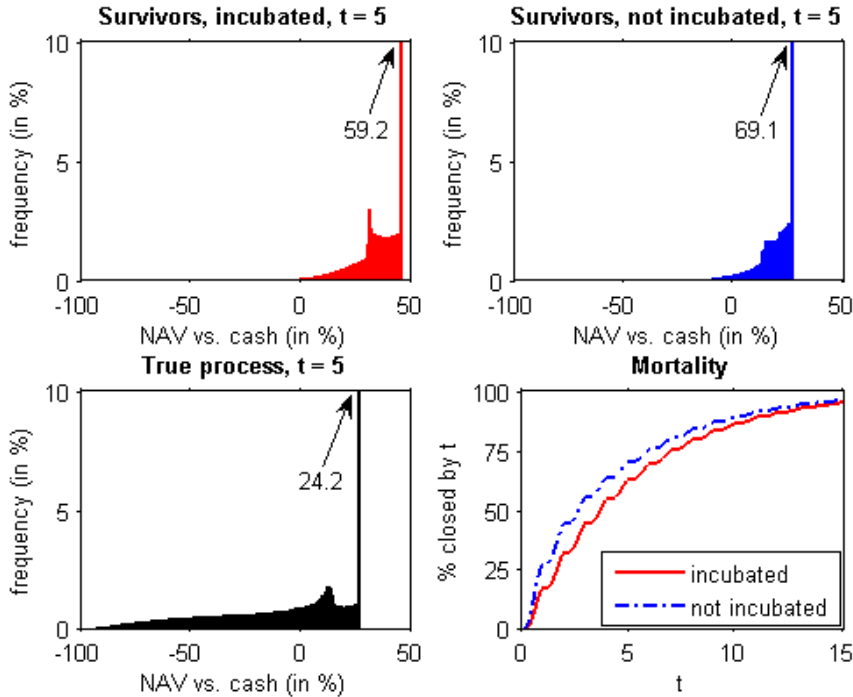 Survivors, incubated, t = 5
10
5
0
frequency (in %)
59.2
-100
-50
0
50
NAV vs. cash (in %)
Survivors, not incubated, t = 5
10
5
0
frequency (in %)
69.1
-100
-50
0
50
NAV vs. cash (in %)
True process, t = 5
10
5
0
frequency (in %)
24.2
-100
-50
0
50
NAV vs. cash (in %)
Mortality
100
75
50
25
0
% closed by t
incubated
not incubated
0
5
10
15
t